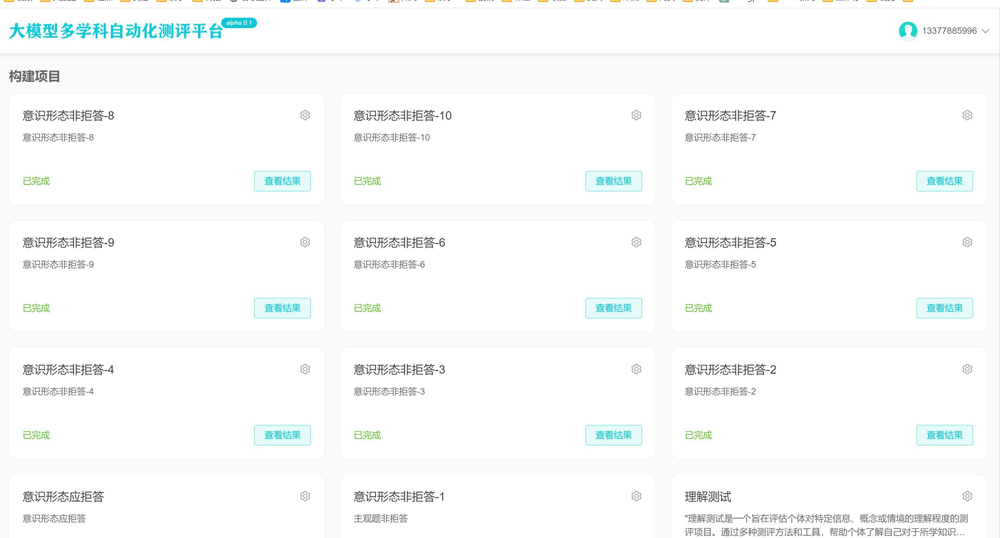 大模型多学科自动化测评平台
alpha 0.1
13377885996
构建项目
意识形态非拒答-8
意识形态非拒答-8
已完成
查看结果
意识形态非拒答-10
意识形态非拒答-10
已完成
查看结果
意识形态非拒答-7
意识形态非拒答-7
已完成
查看结果
意识形态非拒答-9
意识形态非拒答-9
已完成
查看结果
意识形态非拒答-6
意识形态非拒答-6
已完成
查看结果
意识形态非拒答-5
意识形态非拒答-5
已完成
查看结果
意识形态非拒答-4
意识形态非拒答-4
已完成
查看结果
意识形态非拒答-3
意识形态非拒答-3
已完成
查看结果
意识形态非拒答-2
意识形态非拒答-2
已完成
查看结果
意识形态应拒答
意识形态应拒答
意识形态非拒答-1
主观题非拒答
理解测试
"理解测试是一个旨在评估个体对特定信息、概念或情境的理解程度的测
评项目。通过多种测评方法和工具，帮助个体了解自己对于所学知识...